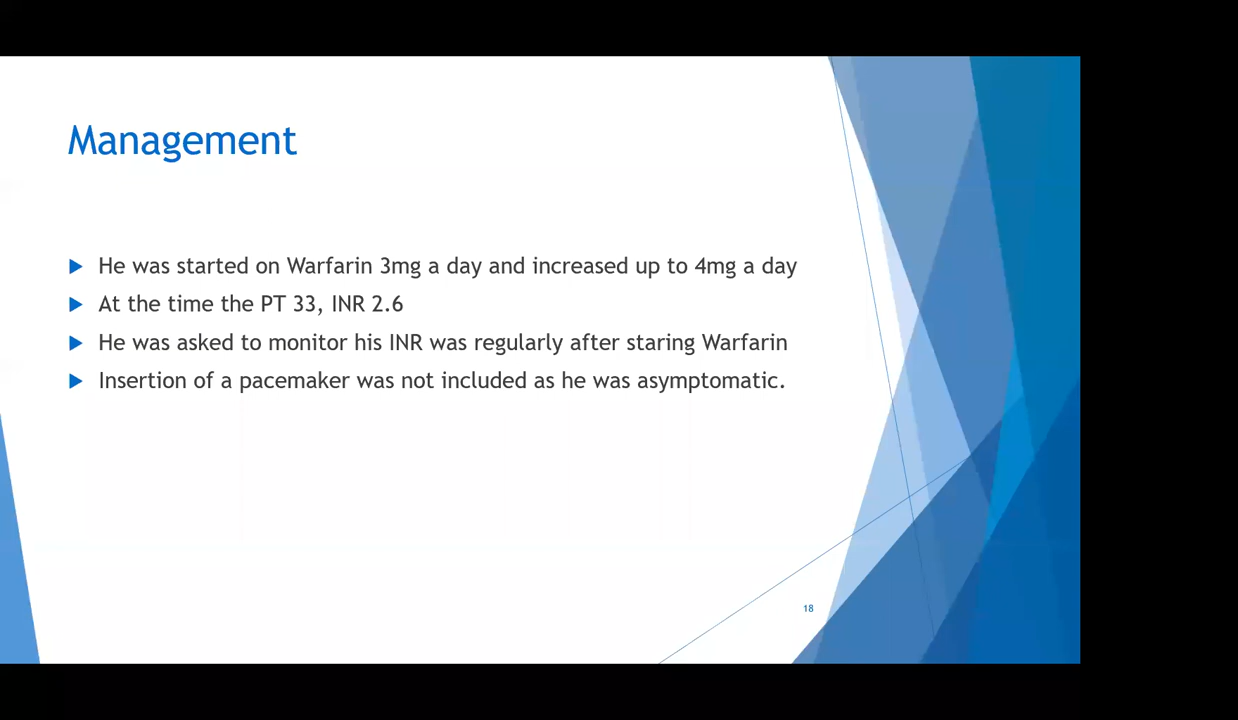 Management
He was started on Warfarin 3mg a day and increased up to 4mg a day
At the time the PT 33, INR 2.6
He was asked to monitor his INR was regularly after staring Warfarin
Insertion of a pacemaker was not included as he was asymptomatic.
18